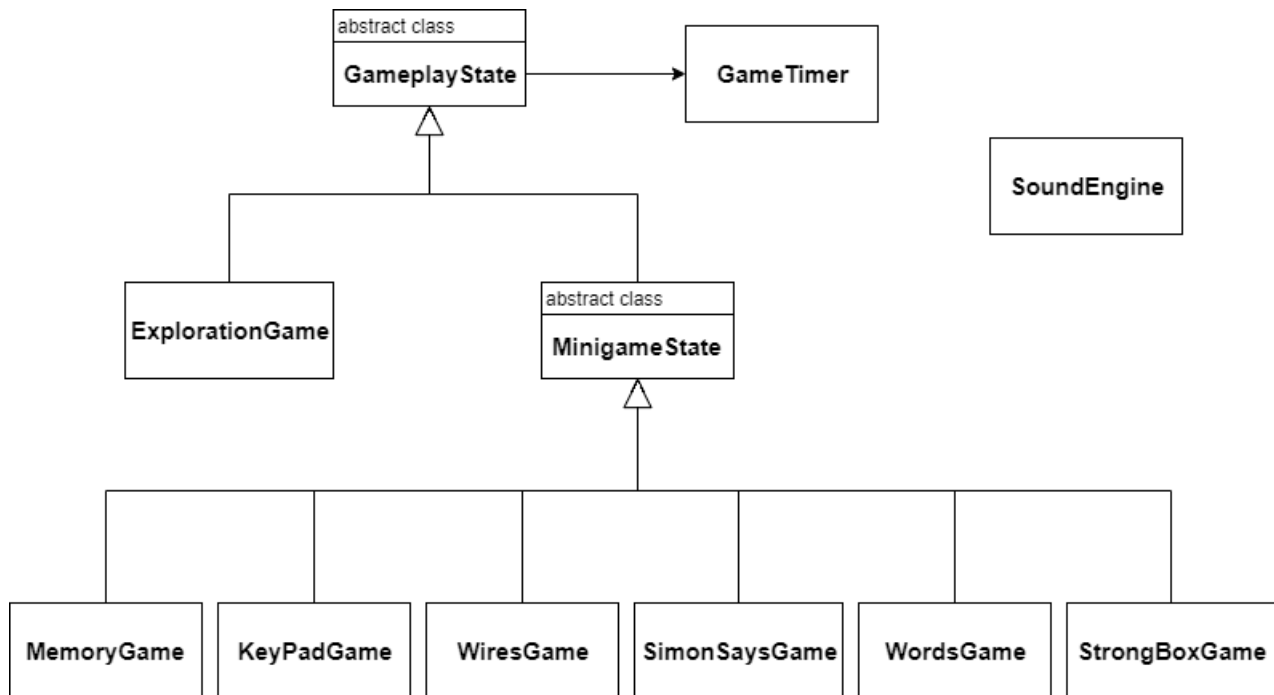 abstract class
GameplayState
GameTimer
SoundEngine
ExplorationGame
abstract class
MinigameState
MemoryGame
KeyPadGame
WiresGame
SimonSaysGame
WordsGame
StrongBoxGame